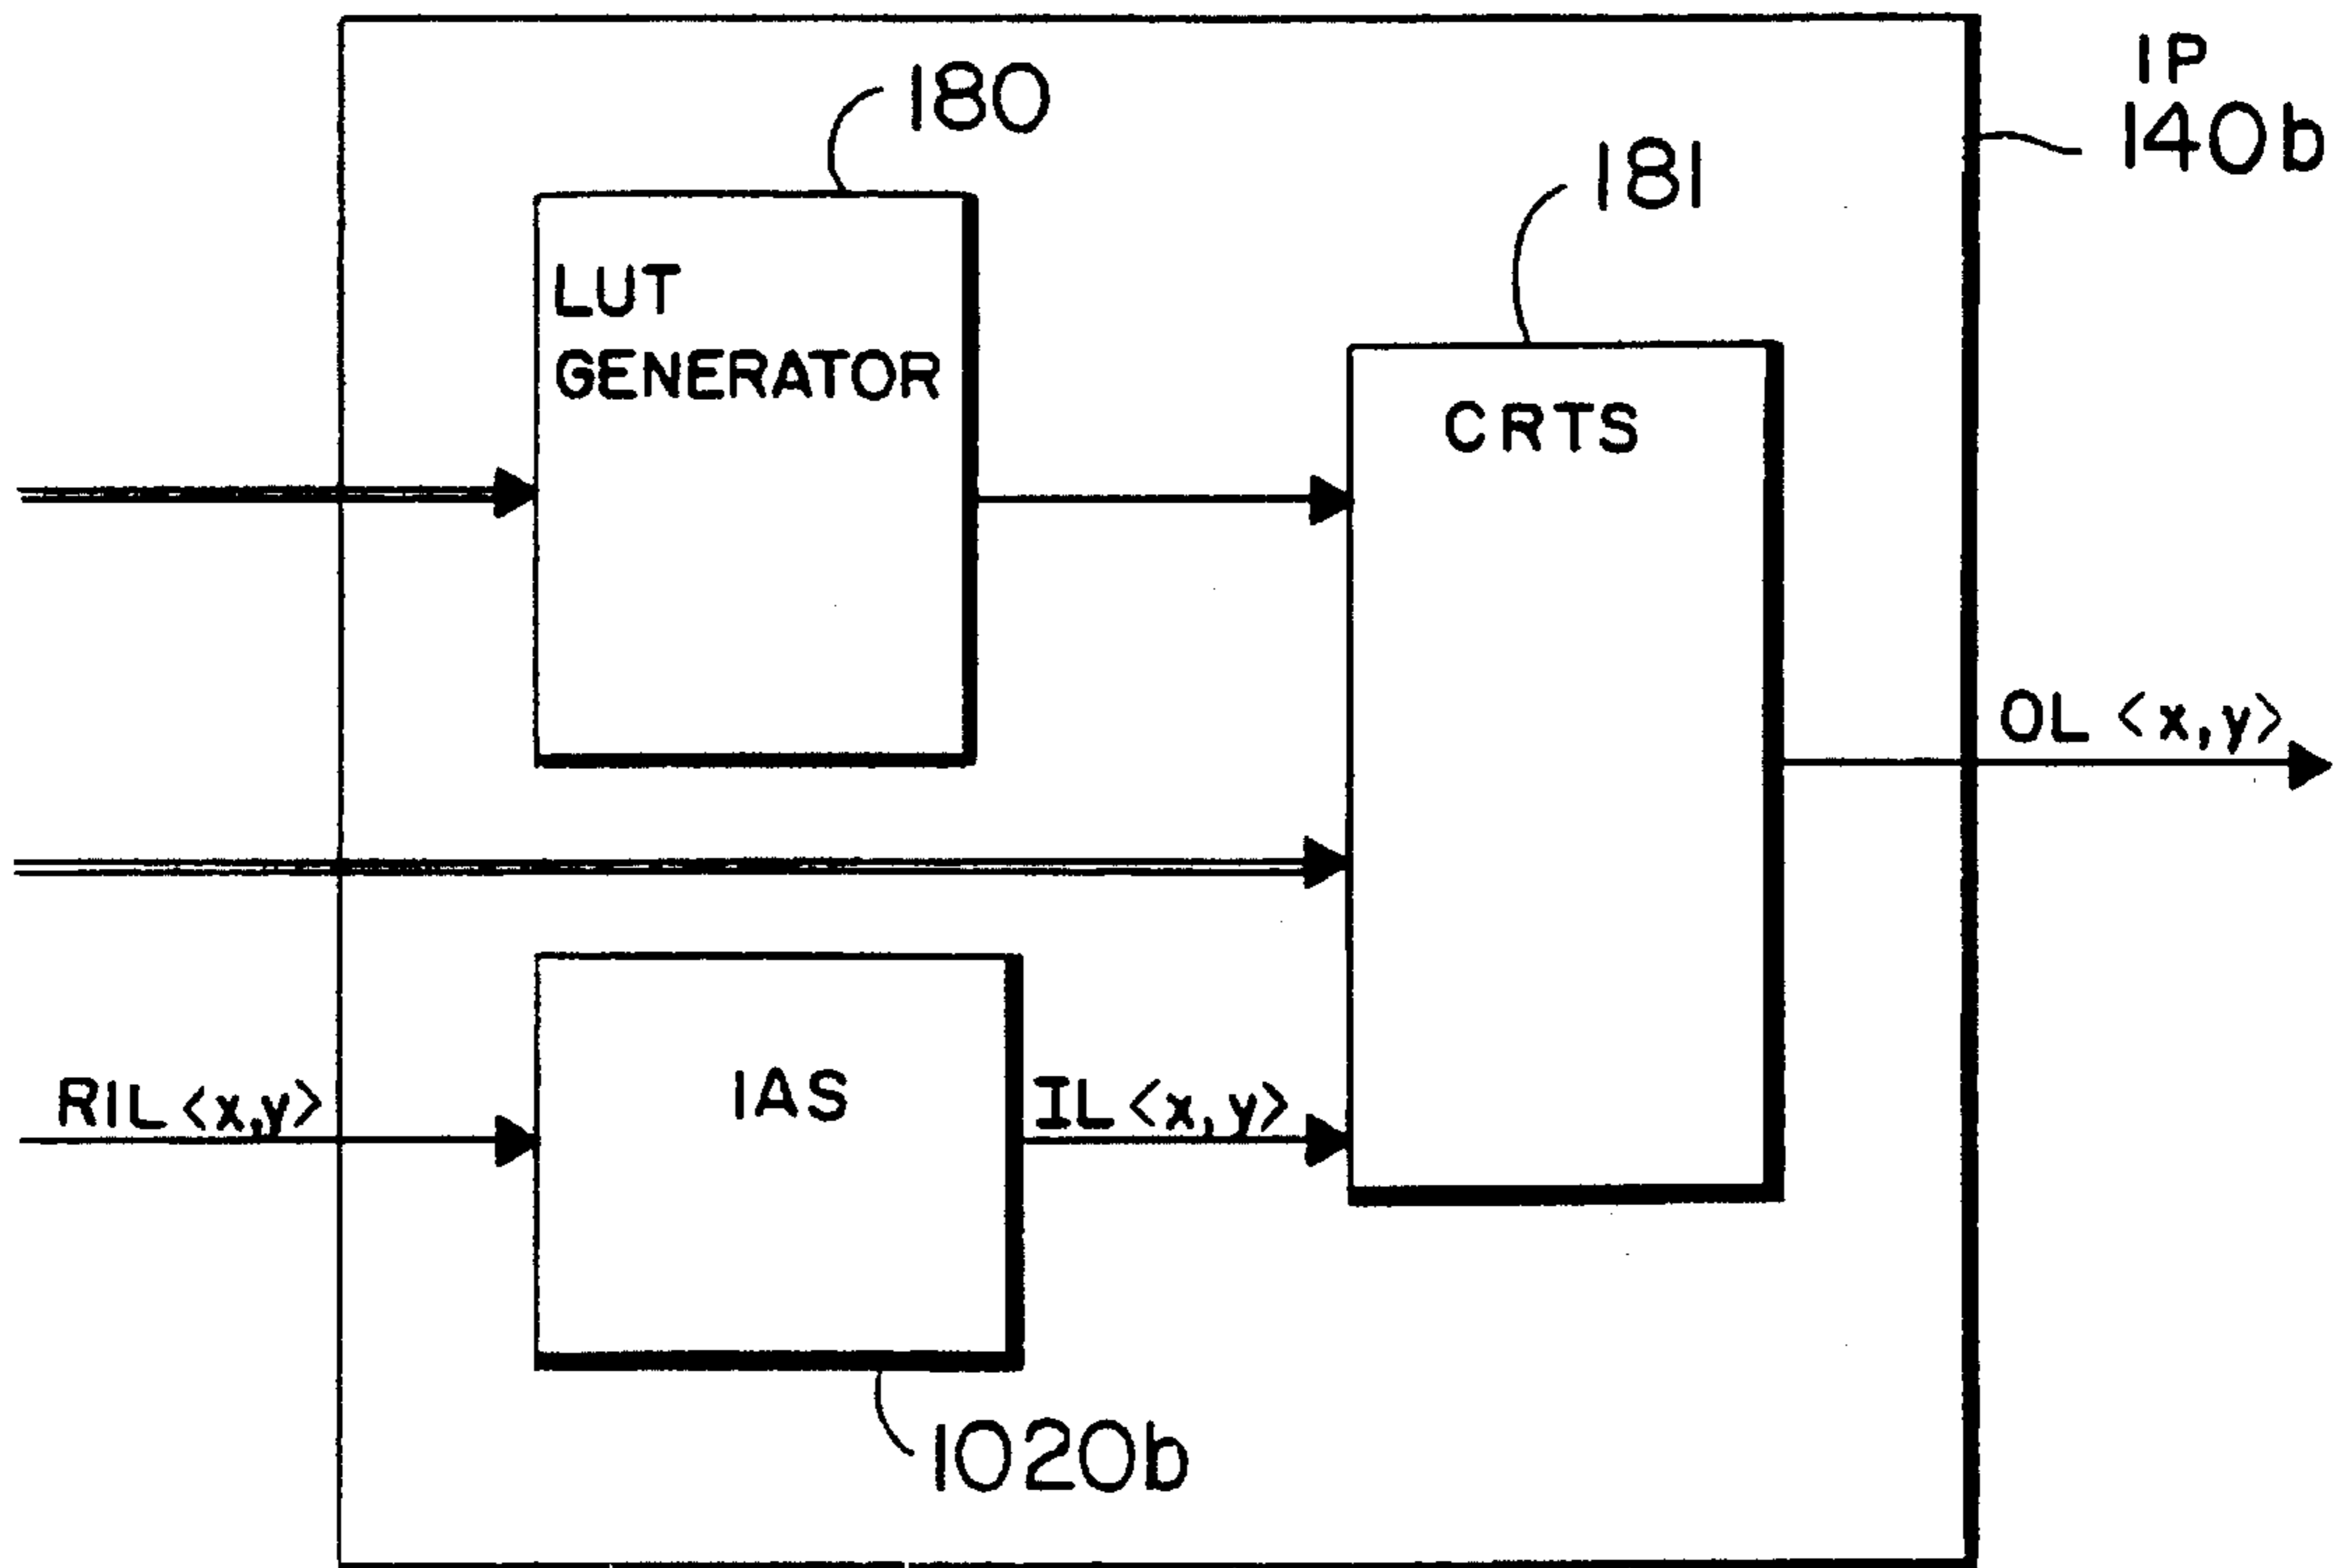 IP
140b
180
181
LUT
GENERATOR
CRTS
OL <x,y>
RIL <x,y>
IAS
IL <x,y>
1020b